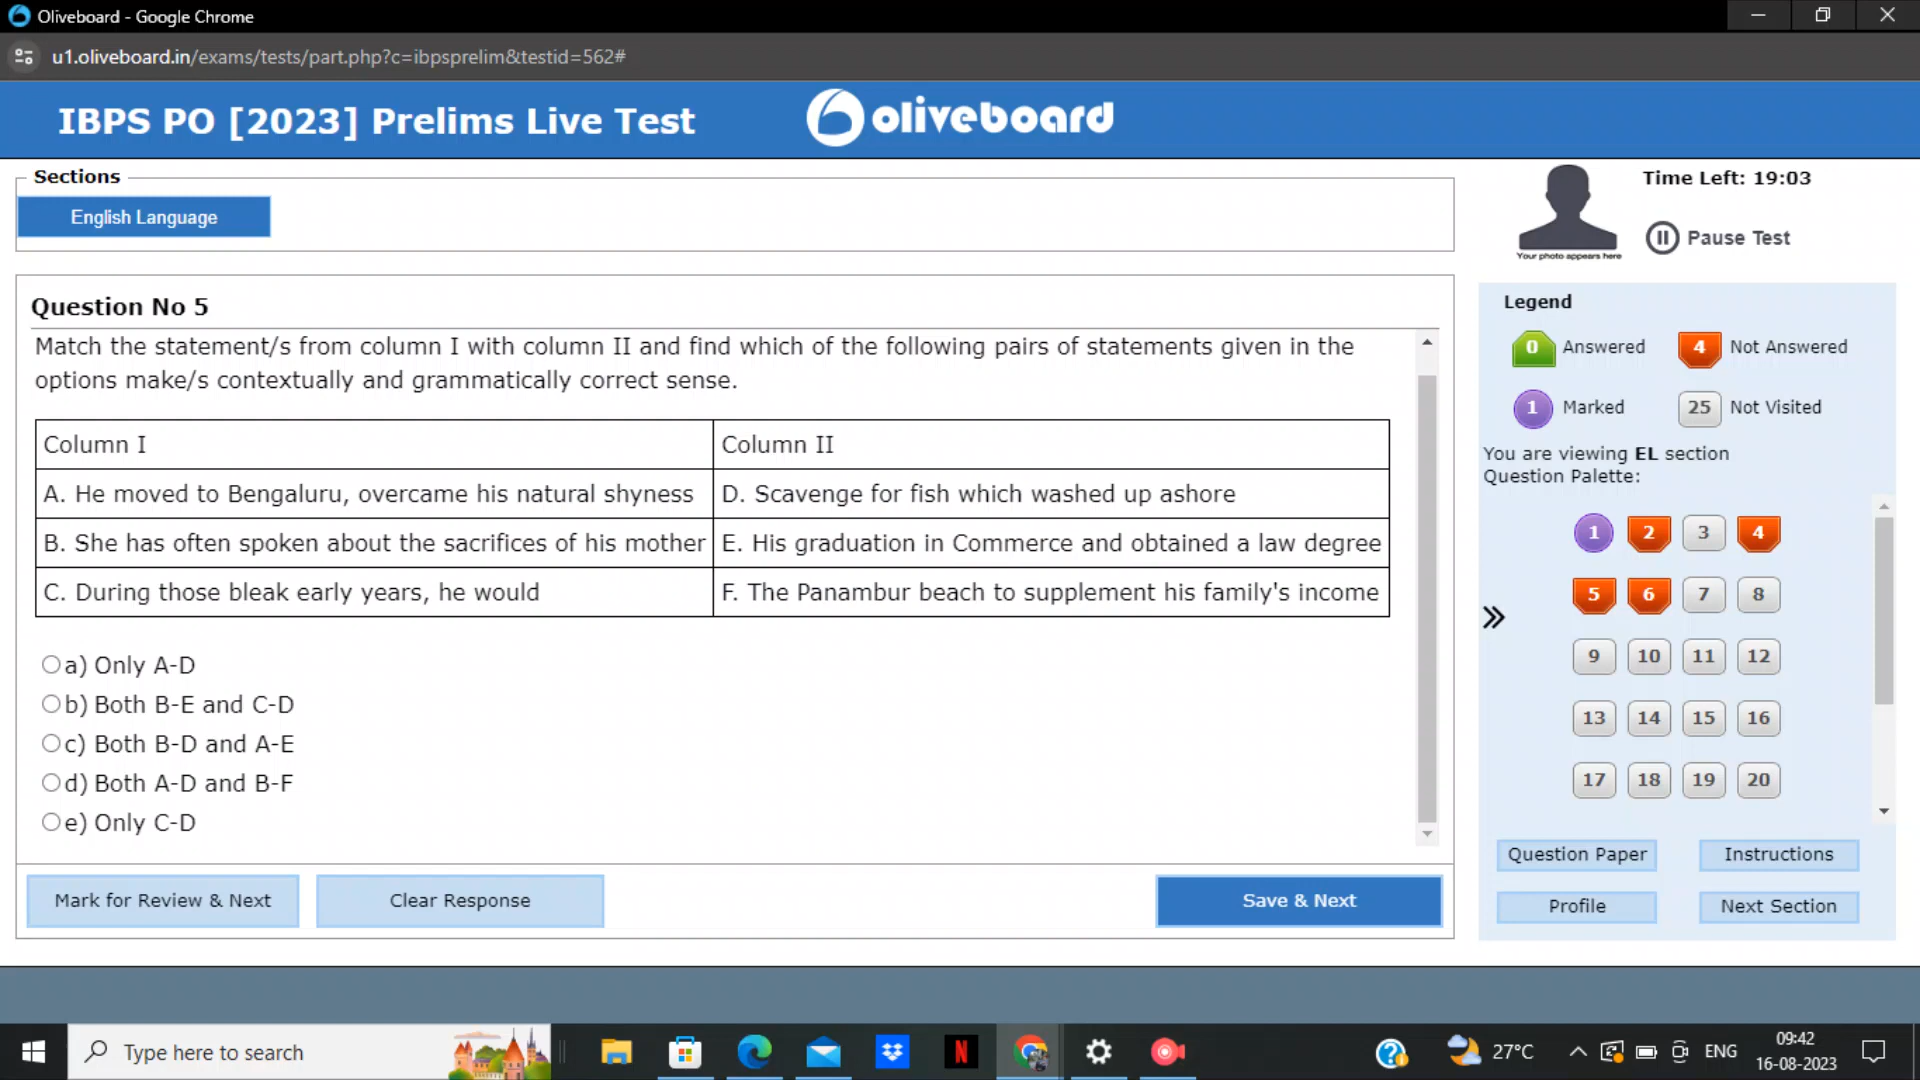 Oliveboard - Google Chrome
u1.oliveboard.in/exams/tests/part.php?c=ibpsprelim&testid=562#
IBPS PO [2023] Prelims Live Test
oliveboard
Sections
English Language
Your photo appears here
Time Left: 19:03
Pause Test
Question No 5
Match the statement/s from column I with column II and find which of the following pairs of statements given in the
options make/s contextually and grammatically correct sense.
Column I
Column II
A. He moved to Bengaluru, overcame his natural shyness
D. Scavenge for fish which washed up ashore
B. She has often spoken about the sacrifices of his mother
E. His graduation in Commerce and obtained a law degree
C. During those bleak early years, he would
F. The Panambur beach to supplement his family's income
a) Only A-D
b) Both B-E and C-D
c) Both B-D and A-E
d) Both A-D and B-F
e) Only C-D
Mark for Review & Next
Clear Response
Save & Next
Legend
0 Answered
4 Not Answered
1 Marked
25 Not Visited
You are viewing EL section
Question Palette:
1 2 3 4
5 6 7 8
9 10 11 12
13 14 15 16
17 18 19 20
Question Paper
Instructions
Profile
Next Section
Type here to search
27°C
ENG
09:42
16-08-2023